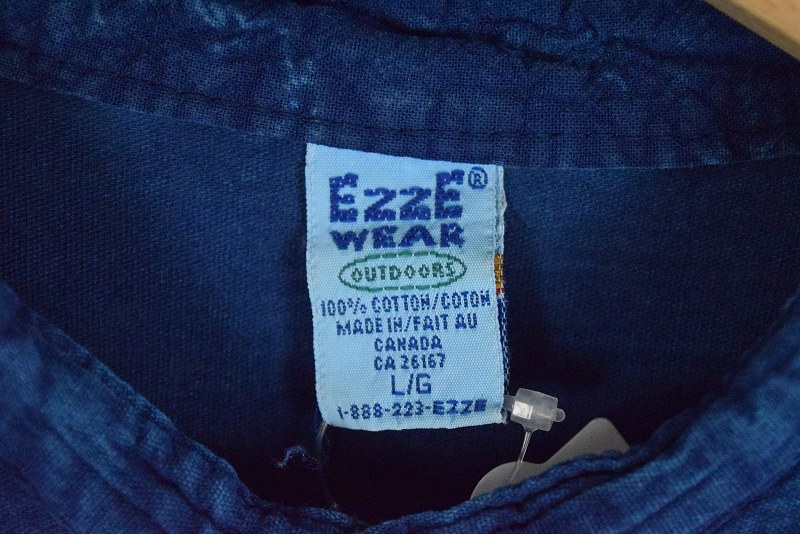 EZZE®
WEAR
OUTDOORS
100% COTTON/COTON
MADE IN/FAIT AU
CANADA
CA 26167
L/G
1-888-223-EZZE